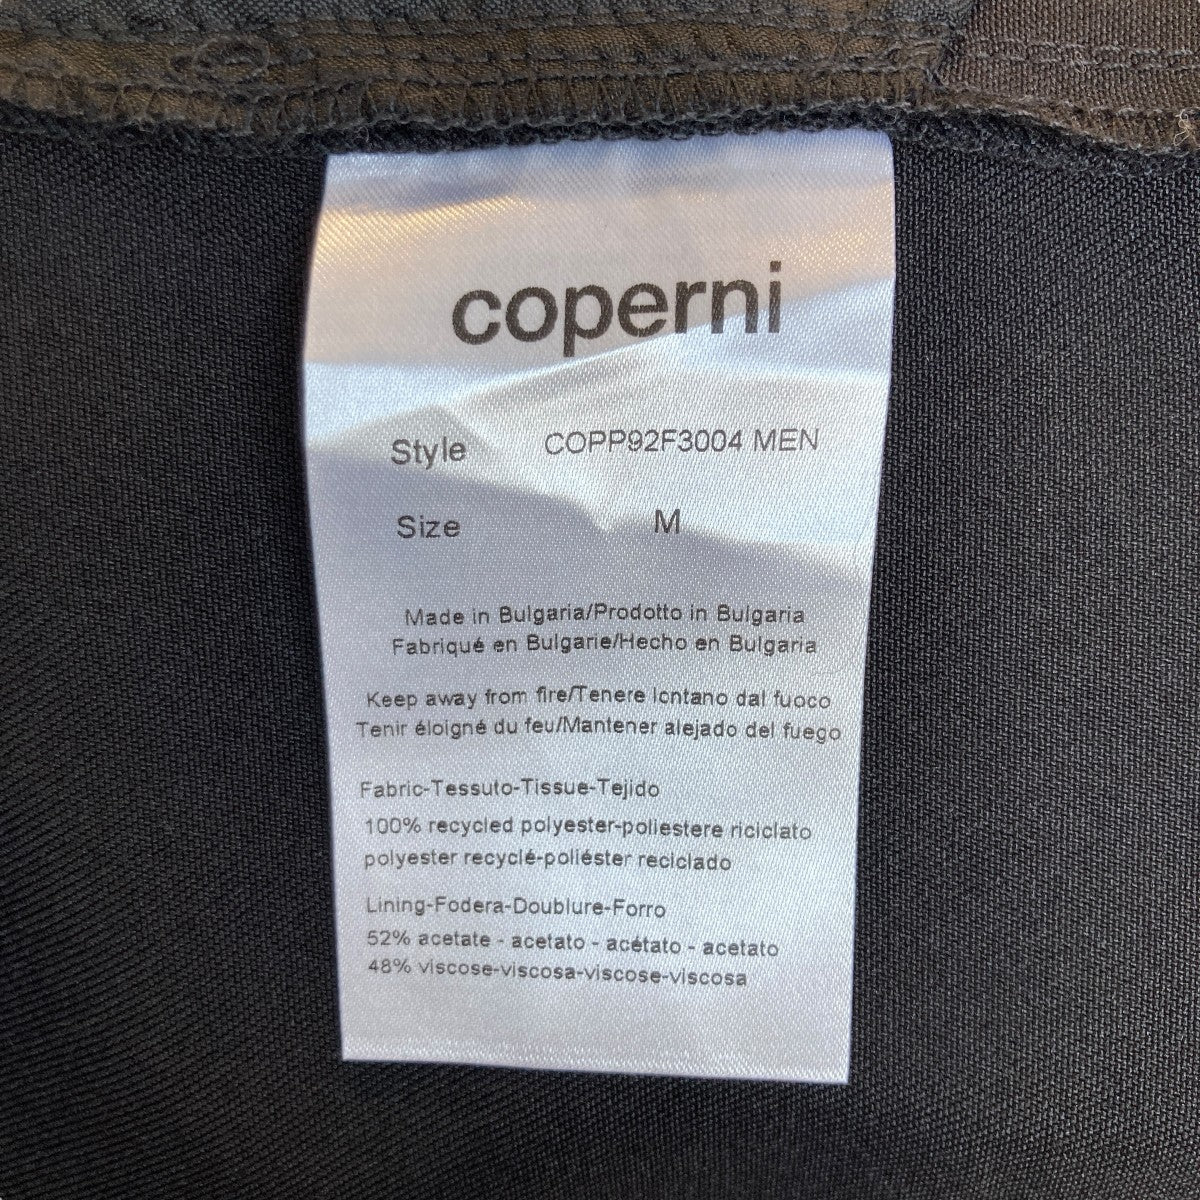 coperni
Style COPP92F3004 MEN
Size M
Made in Bulgaria/Prodotto in Bulgaria
Fabriqué en Bulgarie/Hecho en Bulgaria
Keep away from fire/Tenere lontano dal fuoco
Tenir éloigné du feu/Mantener alejado del fuego
Fabric-Tessuto-Tissue-Tejido
100% recycled polyester-poliestere riciclato
polyester recyclé-poliéster reciclado
Lining-Fodera-Doublure-Forro
52% acetate - acetato - acétato - acetato
48% viscose-viscosa-viscose-viscosa